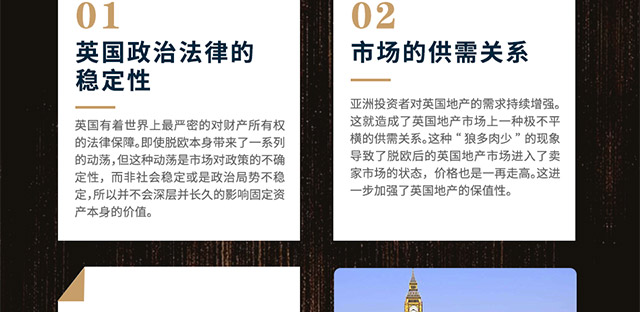 01
英国政治法律的
稳定性
英国有着世界上最严密的对财产所有权
的法律保障。即使脱欧本身带来了一系列
的动荡,但这种动荡是市场对政策的不确
定性，而非社会稳定或是政治局势不稳
定,所以并不会深层并长久的影响固定资
产本身的价值。
02
市场的供需关系
亚洲投资者对英国地产的需求持续增强。
这就造成了英国地产市场上一种极不平
横的供需关系。这种“狼多肉少”的现象
导致了脱欧后的英国地产市场进入了卖
家市场的状态，价格也是一再走高。这进
一步加强了英国地产的保值性。